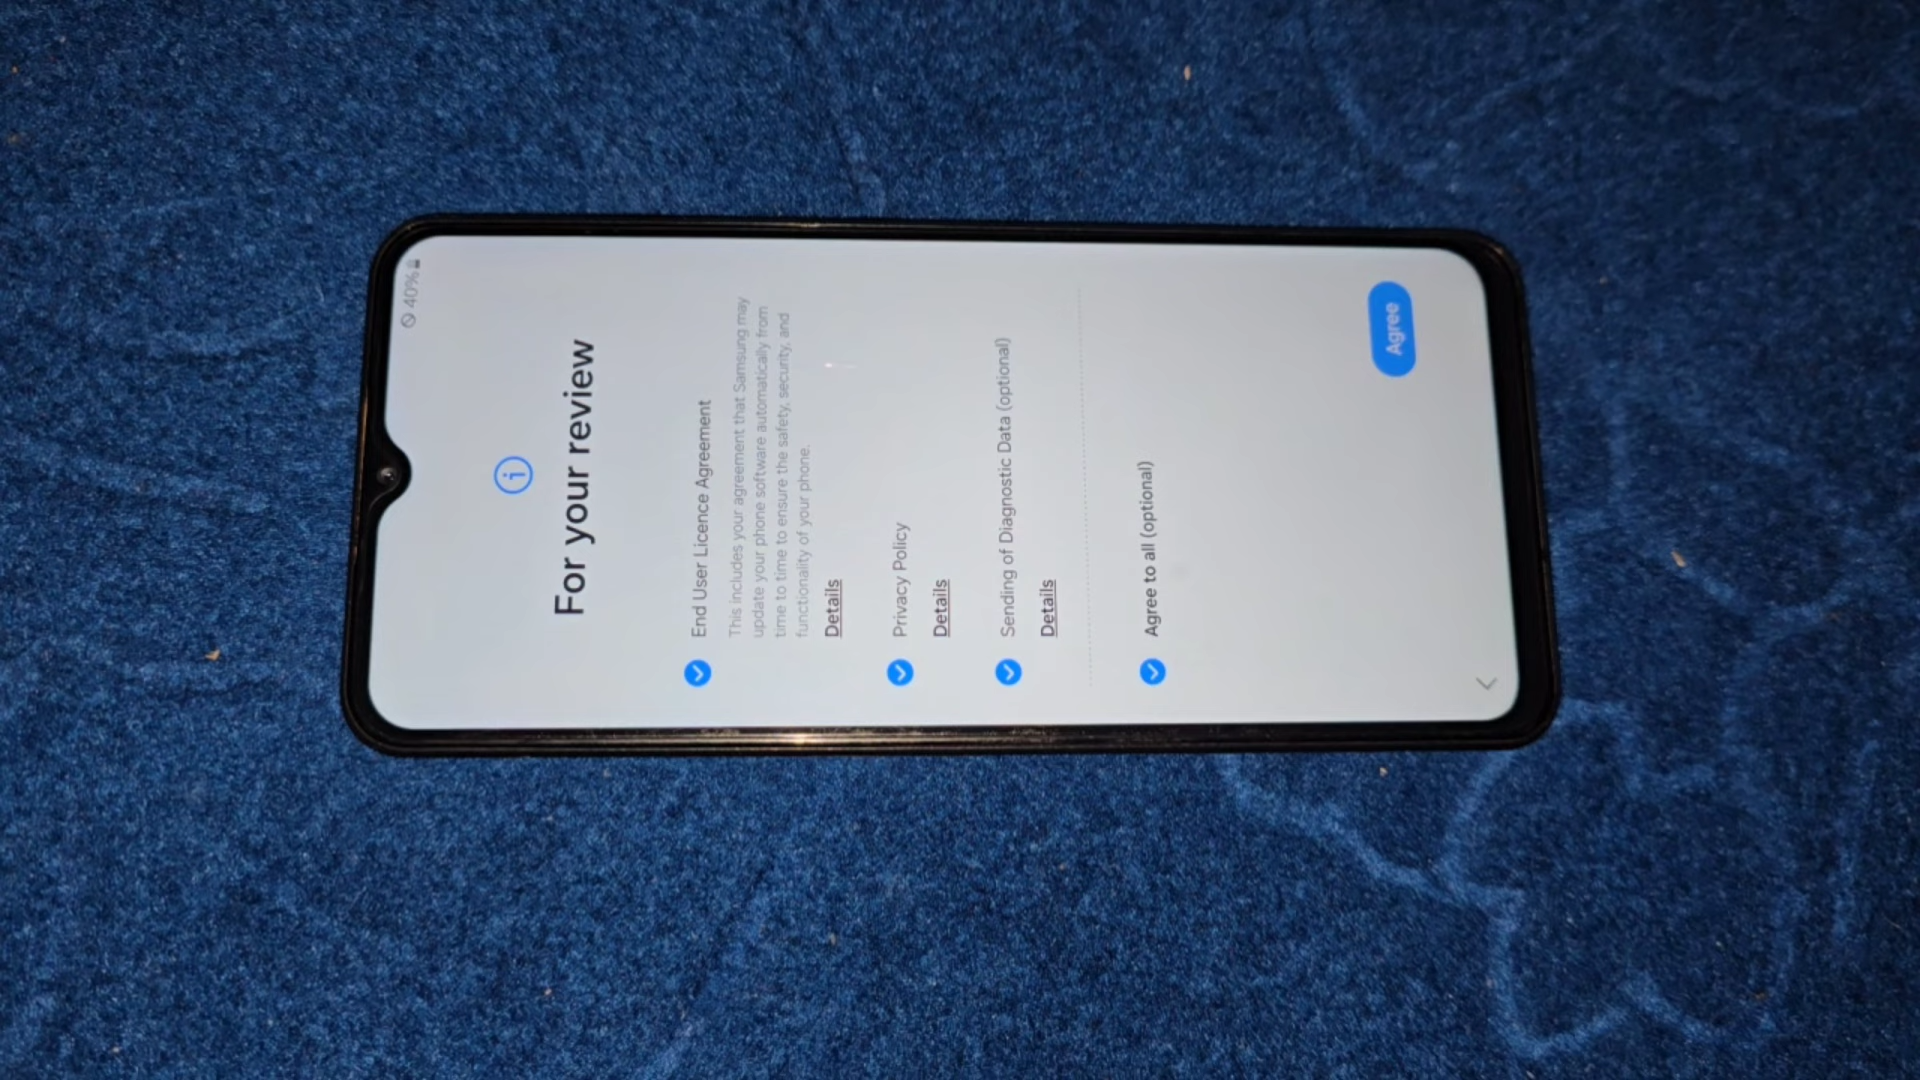 40%
For your review
End User Licence Agreement
This includes your agreement that Samsung may
update your phone software automatically from
time to time to ensure the safety, security, and
functionality of your phone.
Details
Privacy Policy
Details
Sending of Diagnostic Data (optional)
Details
Agree to all (optional)
Agree